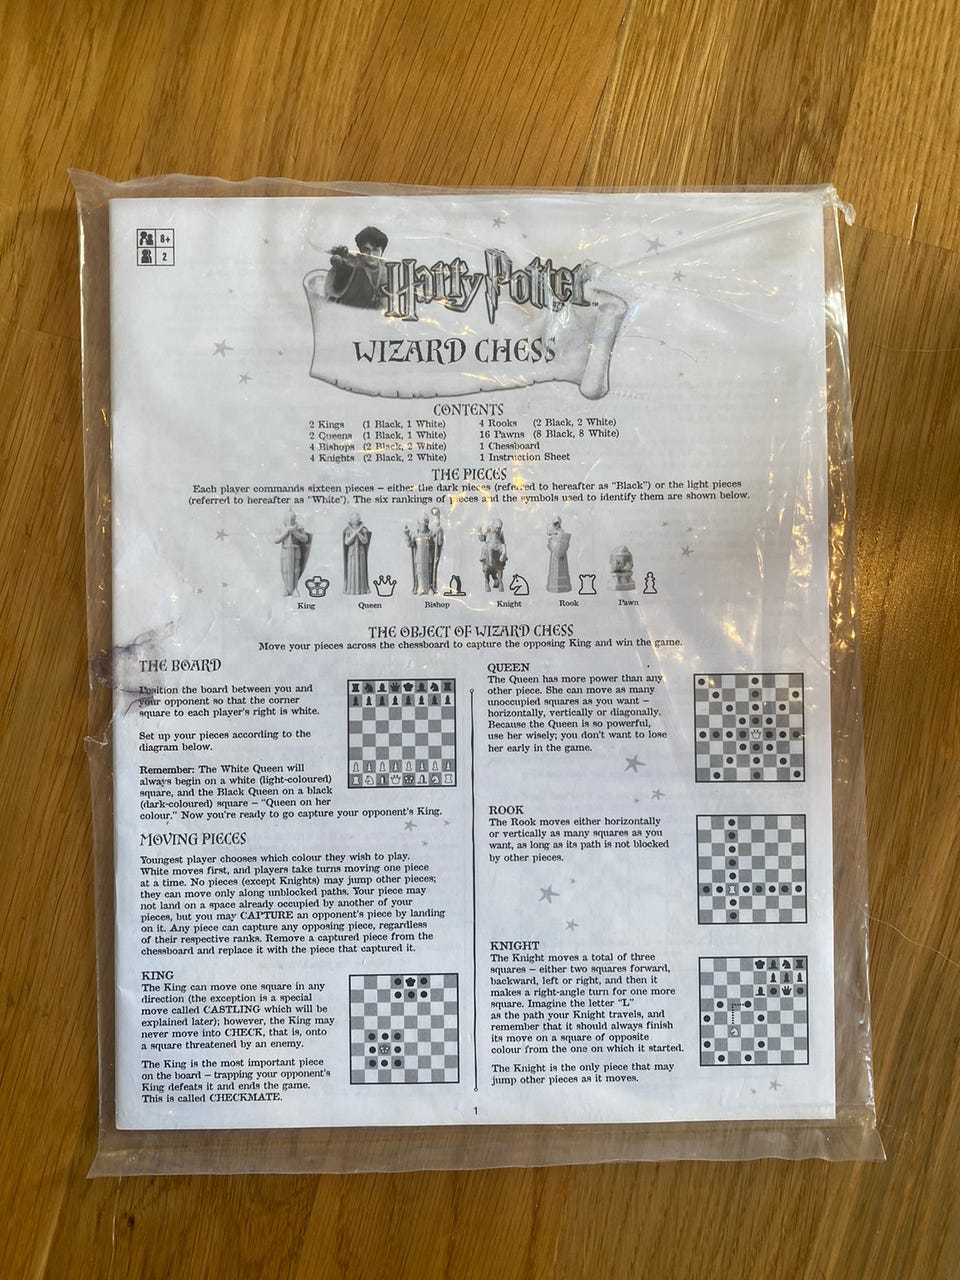 8+
2
Harry Potter
WIZARD CHESS
CONTENTS
2 Kings (1 Black, 1 White)
2 Queens (1 Black, 1 White)
4 Bishops (2 Black, 2 White)
4 Knights (2 Black, 2 White)
4 Rooks (2 Black, 2 White)
16 Pawns (8 Black, 8 White)
1 Chessboard
1 Instruction Sheet
THE PIECES
Each player commands sixteen pieces – either the dark pieces (referred to hereafter as "Black") or the light pieces
(referred to hereafter as "White"). The six rankings of pieces and the symbols used to identify them are shown below.
King Queen Bishop Knight Rook Pawn
THE OBJECT OF WIZARD CHESS
Move your pieces across the chessboard to capture the opposing King and win the game.
THE BOARD
Position the board between you and
your opponent so that the corner
square to each player's right is white.
Set up your pieces according to the
diagram below.
Remember: The White Queen will
always begin on a white (light-coloured)
square, and the Black Queen on a black
(dark-coloured) square – "Queen on her
colour." Now you're ready to go capture your opponent's King.
MOVING PIECES
Youngest player chooses which colour they wish to play.
White moves first, and players take turns moving one piece
at a time. No pieces (except Knights) may jump other pieces;
they can move only along unblocked paths. Your piece may
not land on a space already occupied by another of your
pieces, but you may CAPTURE an opponent's piece by landing
on it. Any piece can capture any opposing piece, regardless
of their respective ranks. Remove a captured piece from the
chessboard and replace it with the piece that captured it.
KING
The King can move one square in any
direction (the exception is a special
move called CASTLING which will be
explained later); however, the King may
never move into CHECK, that is, onto
a square threatened by an enemy.
The King is the most important piece
on the board – trapping your opponent's
King defeats it and ends the game.
This is called CHECKMATE.
QUEEN
The Queen has more power than any
other piece. She can move as many
unoccupied squares as you want –
horizontally, vertically or diagonally.
Because the Queen is so powerful,
use her wisely; you don't want to lose
her early in the game.
ROOK
The Rook moves either horizontally
or vertically as many squares as you
want, as long as its path is not blocked
by other pieces.
KNIGHT
The Knight moves a total of three
squares – either two squares forward,
backward, left or right, and then it
makes a right-angle turn for one more
square. Imagine the letter "L"
as the path your Knight travels, and
remember that it should always finish
its move on a square of opposite
colour from the one on which it started.
The Knight is the only piece that may
jump other pieces as it moves.
1